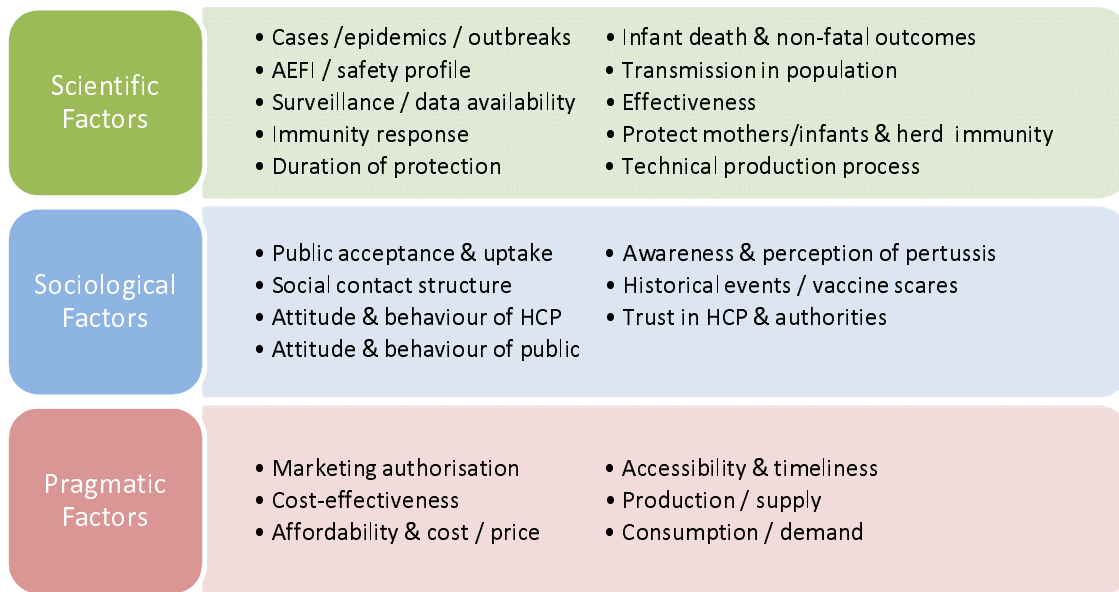 Scientific
Factors
• Cases /epidemics / outbreaks
• AEFI / safety profile
• Surveillance / data availability
• Immunity response
• Duration of protection
• Infant death & non-fatal outcomes
• Transmission in population
• Effectiveness
• Protect mothers/infants & herd immunity
• Technical production process
Sociological
Factors
• Public acceptance & uptake
• Social contact structure
• Attitude & behaviour of HCP
• Attitude & behaviour of public
• Awareness & perception of pertussis
• Historical events / vaccine scares
• Trust in HCP & authorities
Pragmatic
Factors
• Marketing authorisation
• Cost-effectiveness
• Affordability & cost / price
• Accessibility & timeliness
• Production / supply
• Consumption / demand